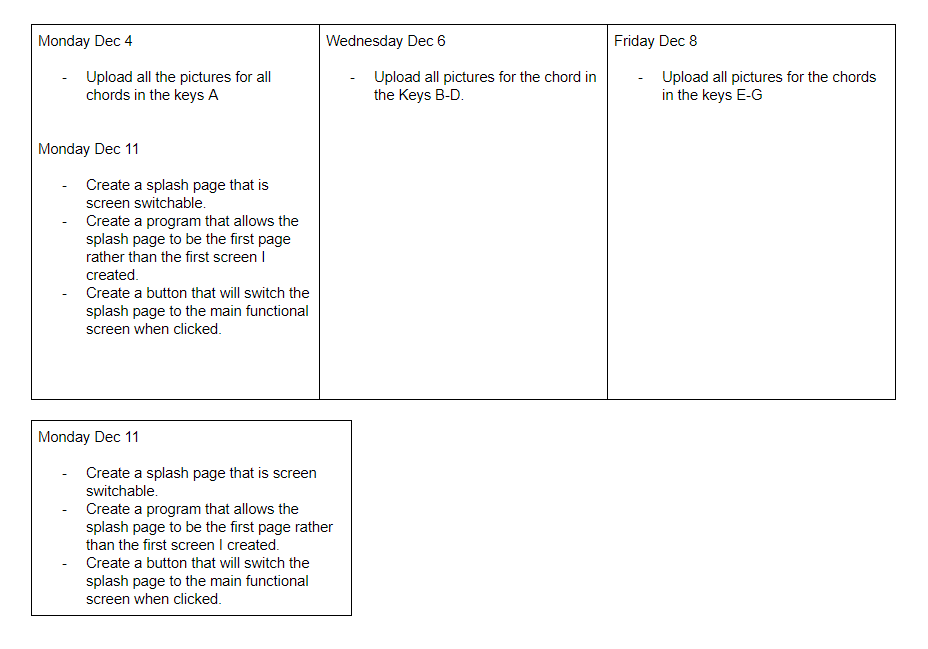 Monday Dec 4
- Upload all the pictures for all
chords in the keys A
Monday Dec 11
- Create a splash page that is
screen switchable.
- Create a program that allows the
splash page to be the first page
rather than the first screen I
created.
- Create a button that will switch the
splash page to the main functional
screen when clicked.
Wednesday Dec 6
- Upload all pictures for the chord in
the Keys B-D.
Friday Dec 8
- Upload all pictures for the chords
in the keys E-G
Monday Dec 11
- Create a splash page that is screen
switchable.
- Create a program that allows the
splash page to be the first page rather
than the first screen I created.
- Create a button that will switch the
splash page to the main functional
screen when clicked.